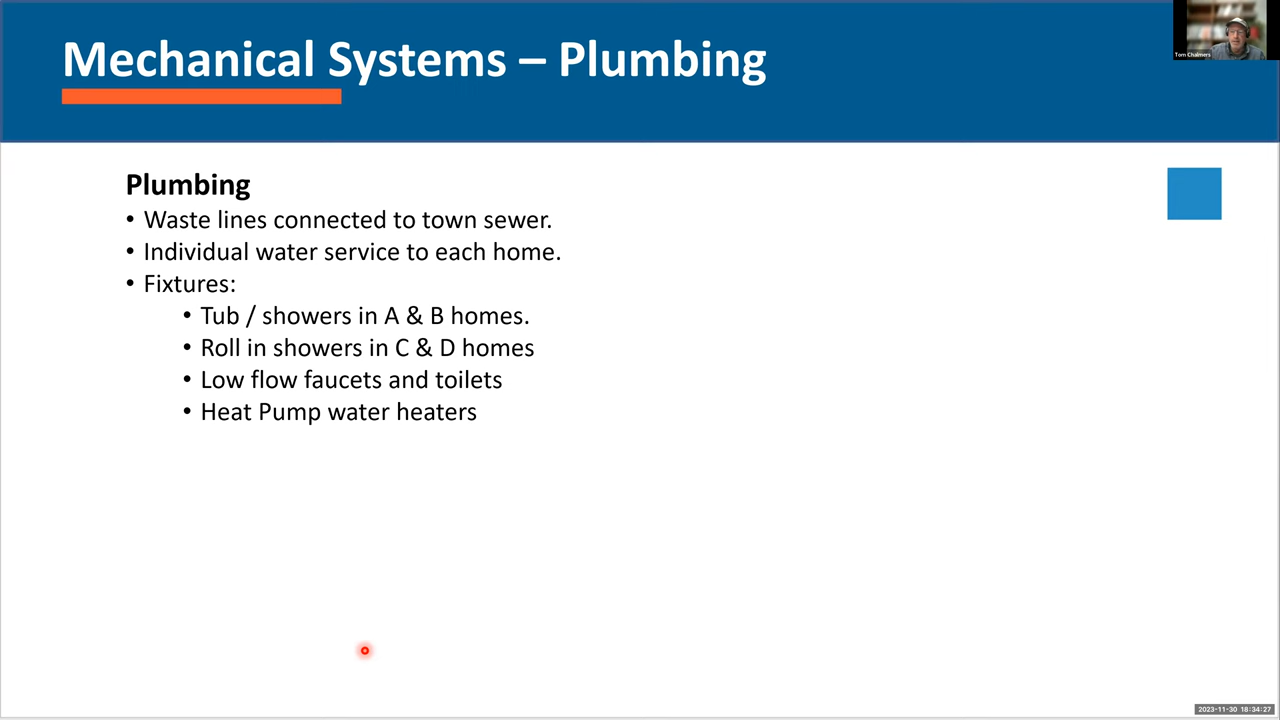 Mechanical Systems – Plumbing
Tom Chalmers
Plumbing
• Waste lines connected to town sewer.
• Individual water service to each home.
• Fixtures:
• Tub / showers in A & B homes.
• Roll in showers in C & D homes
• Low flow faucets and toilets
• Heat Pump water heaters
2023-11-30 18:34:27